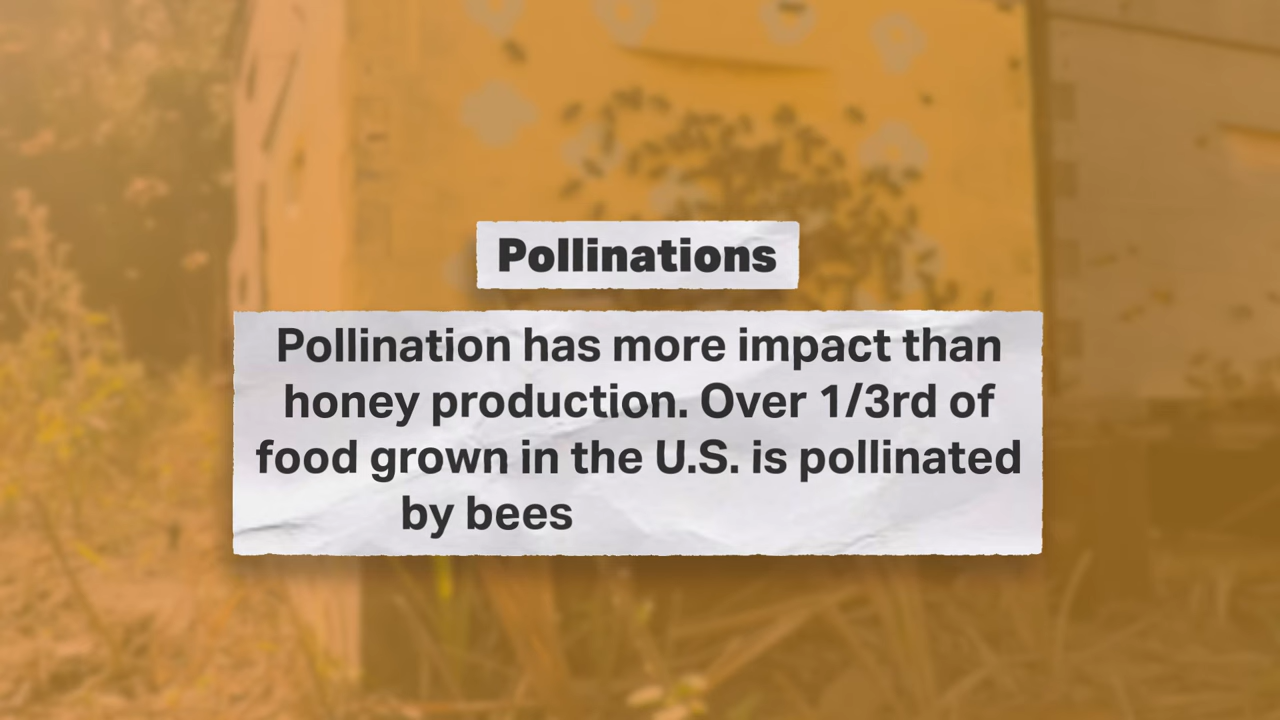 Pollinations
Pollination has more impact than
honey production. Over 1/3rd of
food grown in the U.S. is pollinated
by bees